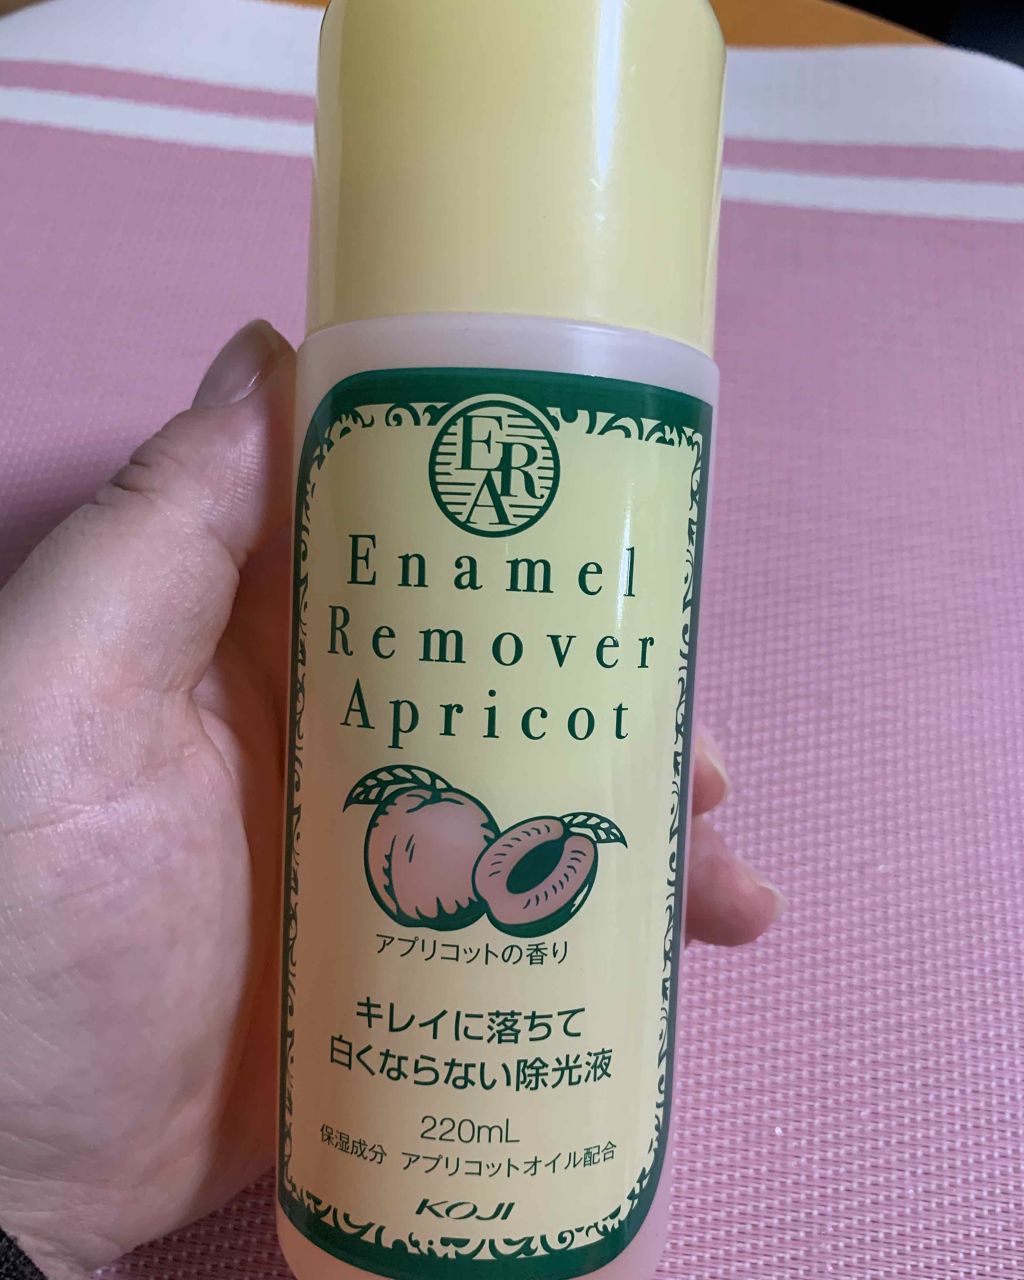 ERA
Enamel
Remover
Apricot
アプリコットの香り
キレイに落ちて
白くならない除光液
220mL
保湿成分 アプリコットオイル配合
KOJI